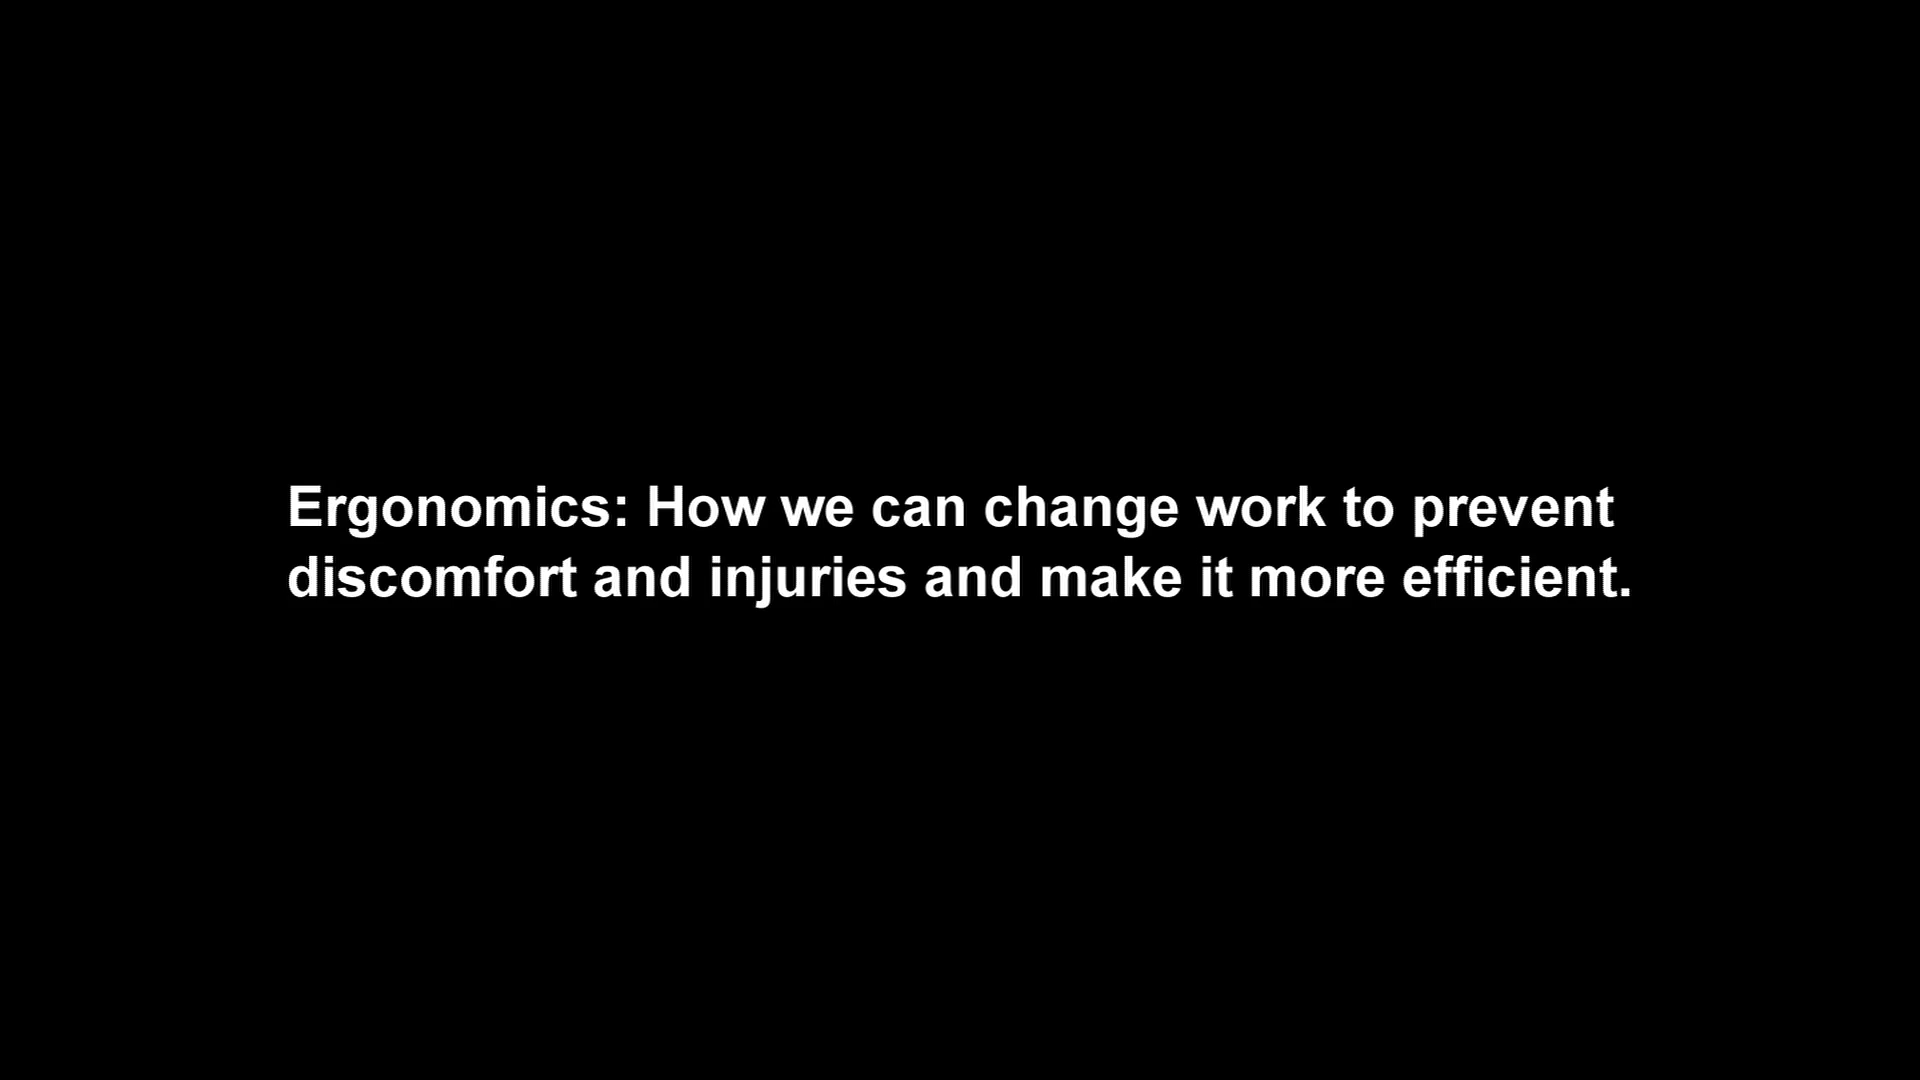 Ergonomics: How we can change work to prevent
discomfort and injuries and make it more efficient.